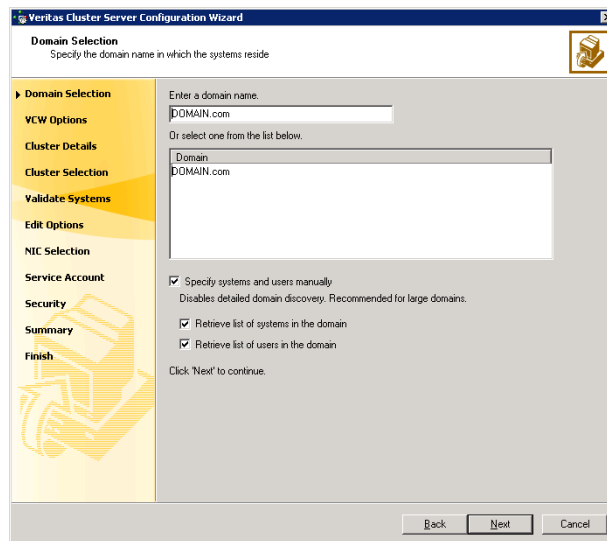 Veritas Cluster Server Configuration Wizard
Domain Selection
Specify the domain name in which the systems reside
Domain Selection
VCW Options
Cluster Details
Cluster Selection
Validate Systems
Edit Options
NIC Selection
Service Account
Security
Summary
Finish
Enter a domain name.
DOMAIN.com
Or select one from the list below.
Domain
DOMAIN.com
Specify systems and users manually
Disables detailed domain discovery. Recommended for large domains.
Retrieve list of systems in the domain
Retrieve list of users in the domain
Click 'Next' to continue.
Back
Next
Cancel